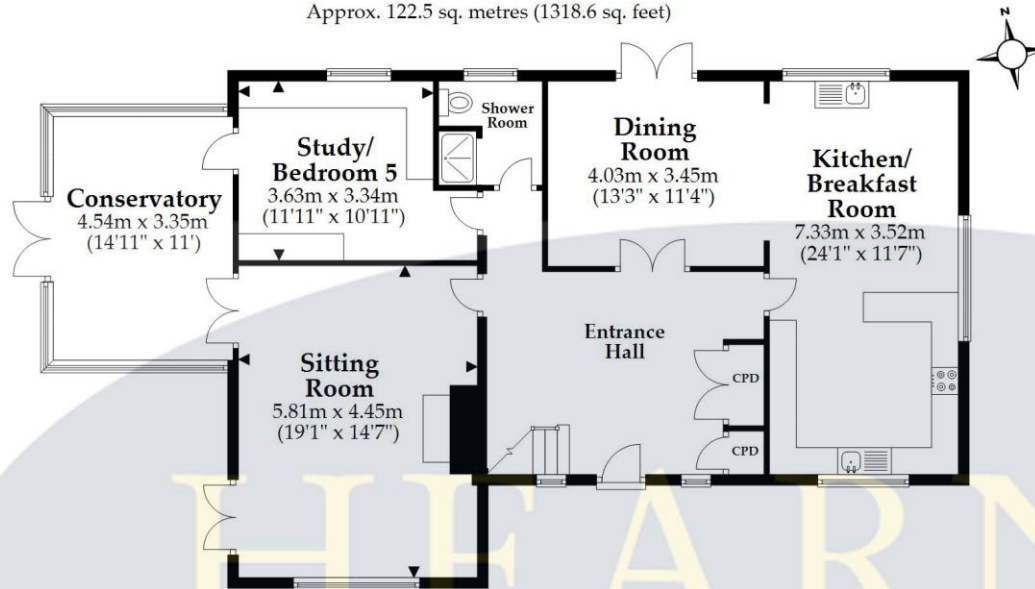 Approx. 122.5 sq. metres (1318.6 sq. feet)
N
Shower
Room
Study/
Bedroom 5
3.63m x 3.34m
(11'11" x 10'11")
Dining
Room
4.03m x 3.45m
(13'3" x 11'4")
Kitchen/
Breakfast
Room
7.33m x 3.52m
(24'1" x 11'7")
Conservatory
4.54m x 3.35m
(14'11" x 11')
Entrance
Hall
Sitting
Room
5.81m x 4.45m
(19'1" x 14'7")
CPD
CPD
HEARN